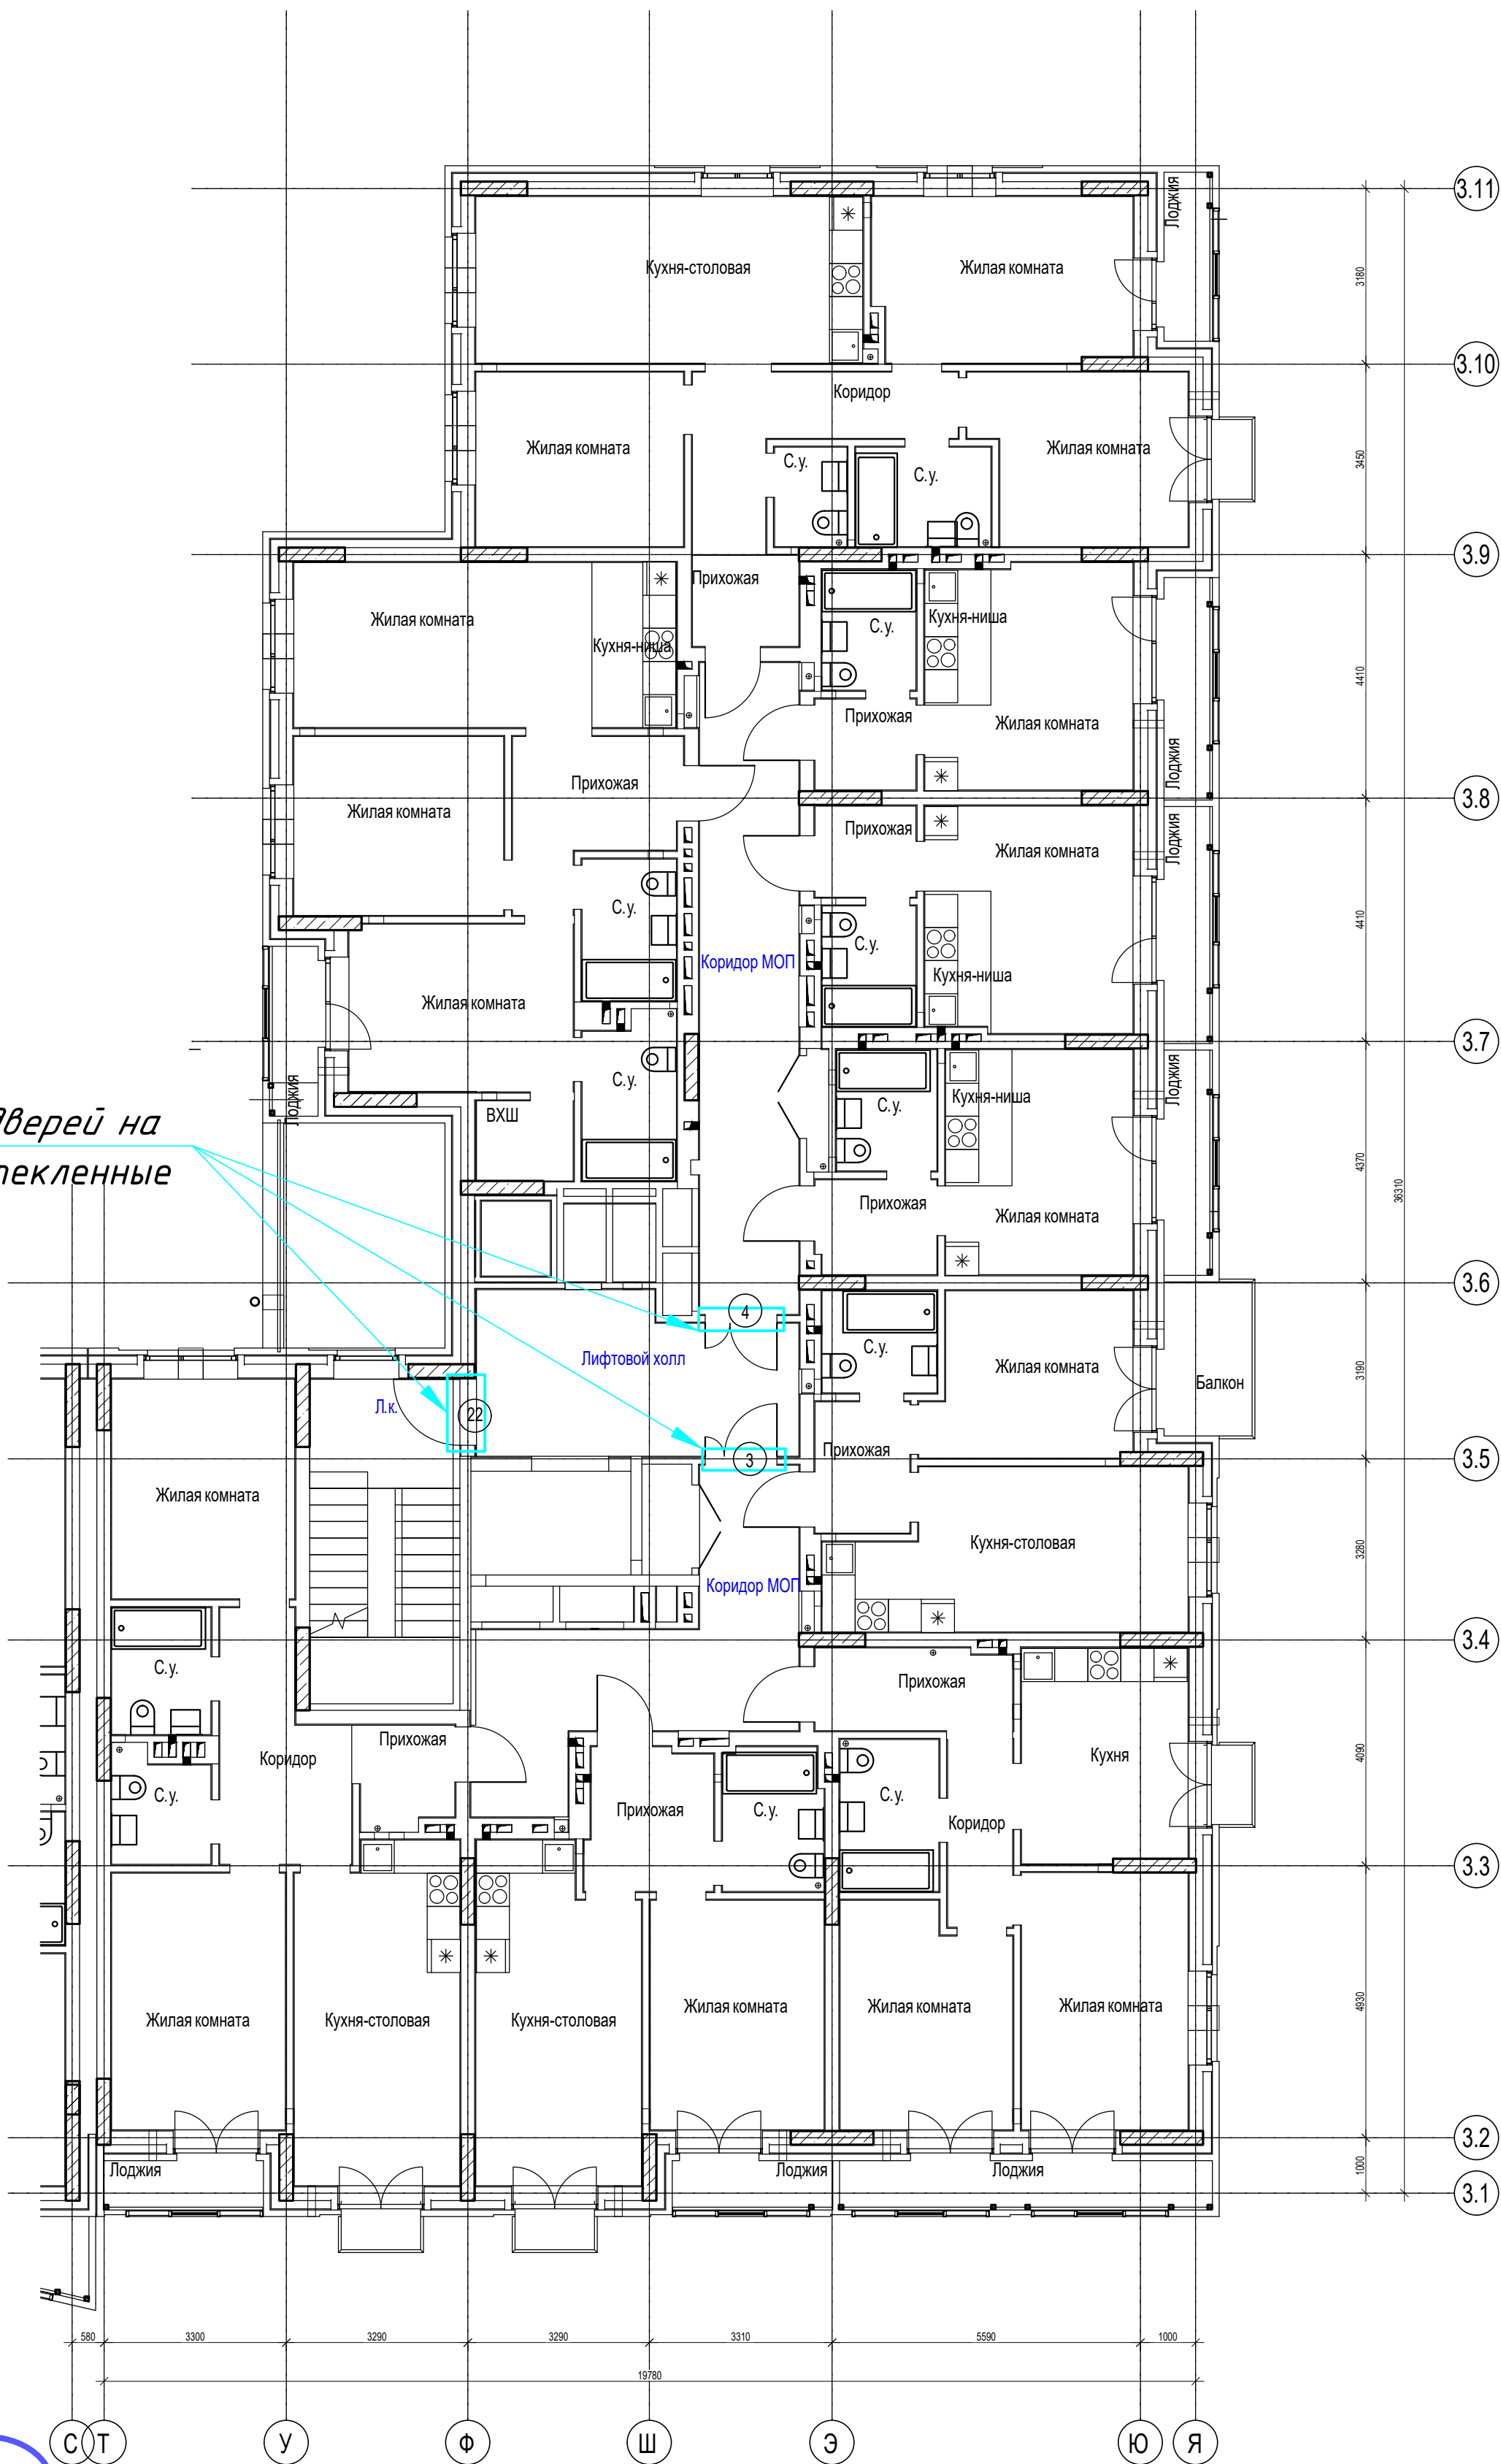 3.11
Лоджия
Кухня-столовая
Жилая комната
3180
3.10
Коридор
Жилая комната
С.у.
С.у.
Жилая комната
3450
3.9
Прихожая
Жилая комната
Кухня-ниша
С.у.
Кухня-ниша
4410
Прихожая
Жилая комната
Прихожая
Лоджия
3.8
Жилая комната
Прихожая
Жилая комната
Лоджия
С.у.
С.у.
4410
Коридор МОП
Кухня-ниша
Жилая комната
3.7
Лоджия
С.у.
С.у.
Кухня-ниша
Лоджия
ВХШ
дверей на
текленные
4370
36310
Прихожая
Жилая комната
3.6
4
Лифтовой холл
С.у.
Жилая комната
3190
Балкон
Л.к.
22
3
Прихожая
3.5
Жилая комната
Кухня-столовая
3280
Коридор МОП
3.4
С.у.
Прихожая
Прихожая
Коридор
Кухня
4090
С.у.
Прихожая
С.у.
С.у.
Коридор
3.3
Жилая комната
Кухня-столовая
Кухня-столовая
Жилая комната
Жилая комната
Жилая комната
4930
3.2
Лоджия
Лоджия
Лоджия
1000
3.1
580
3300
3290
3290
3310
5590
1000
19780
С
Т
У
Ф
Ш
Э
Ю
Я